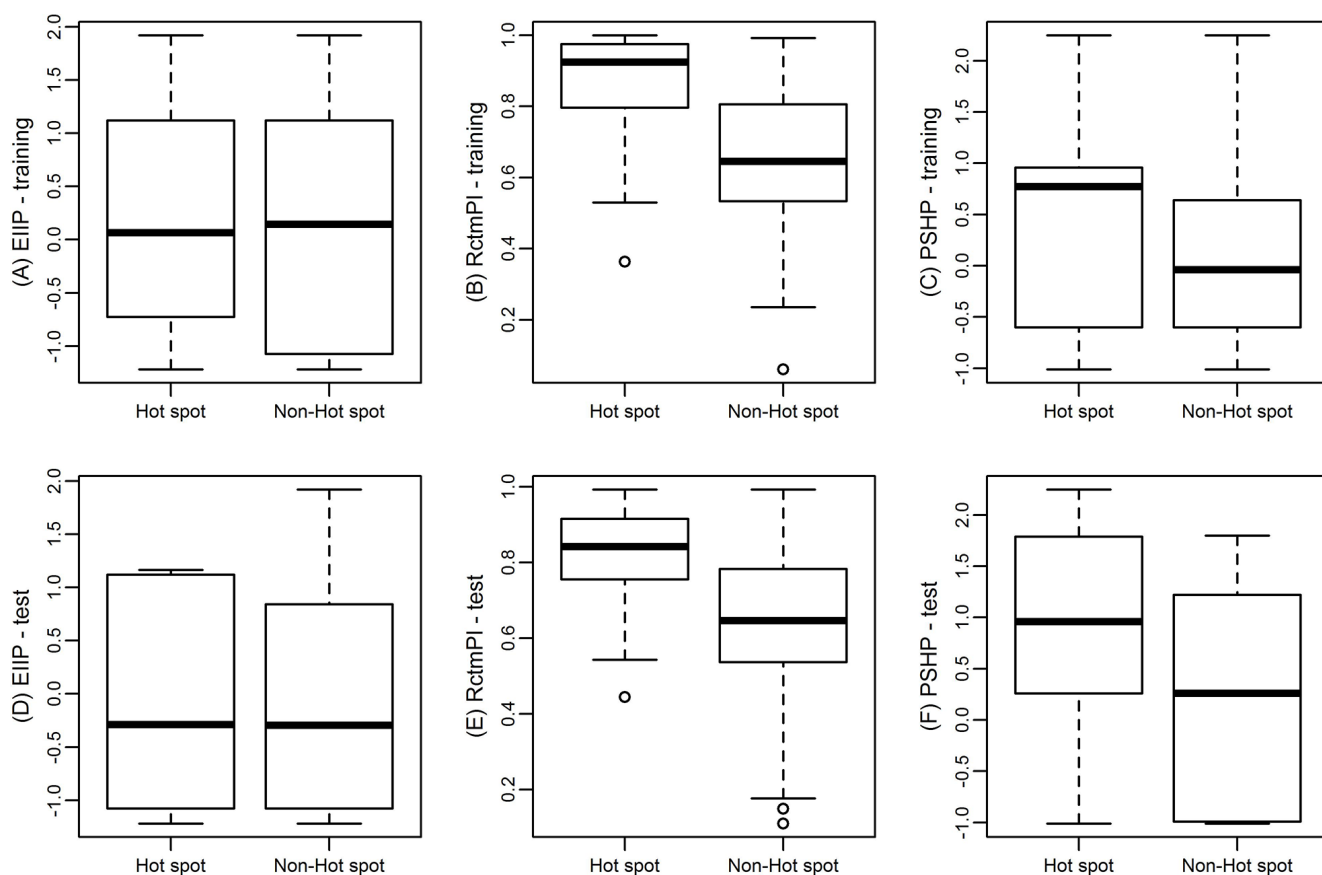 (A) EIIP - training
-1.0 -0.5 0.0 0.5 1.0 1.5 2.0
Hot spot Non-Hot spot
(B) RctmPI - training
0.2 0.4 0.6 0.8 1.0
Hot spot Non-Hot spot
(C) PSHP - training
-1.0 -0.5 0.0 0.5 1.0 1.5 2.0
Hot spot Non-Hot spot
(D) EIIP - test
-1.0 -0.5 0.0 0.5 1.0 1.5 2.0
Hot spot Non-Hot spot
(E) RctmPI - test
0.2 0.4 0.6 0.8 1.0
Hot spot Non-Hot spot
(F) PSHP - test
-1.0 -0.5 0.0 0.5 1.0 1.5 2.0
Hot spot Non-Hot spot